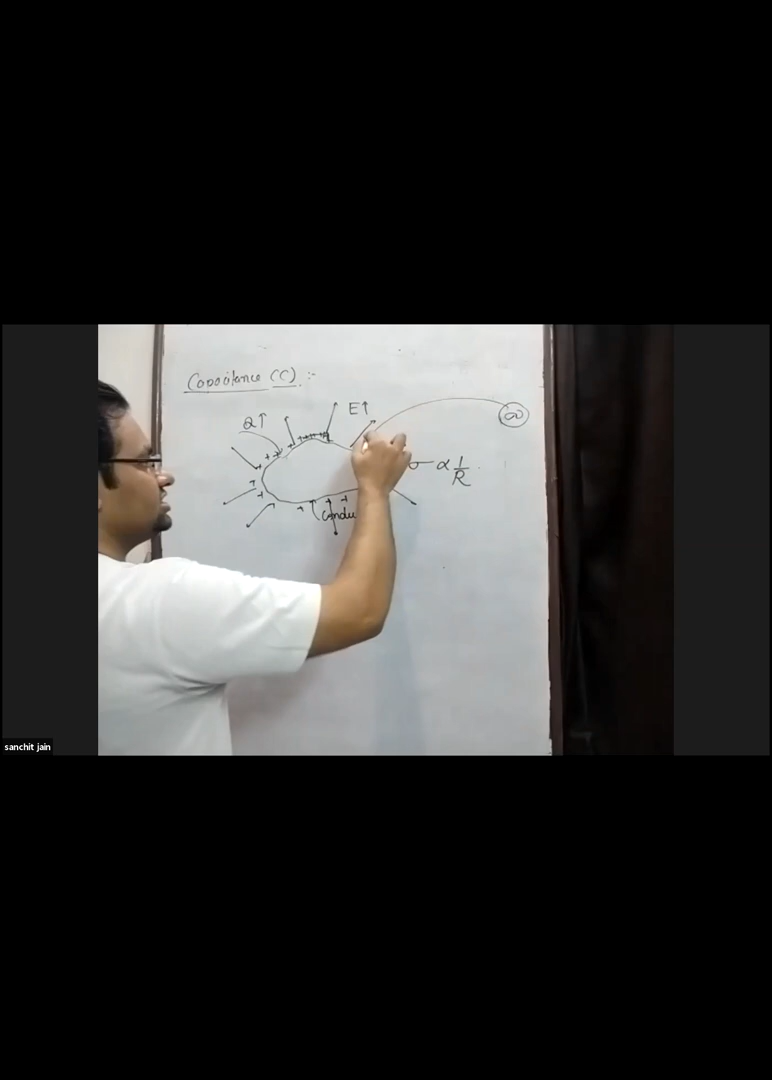 Capacitance (C) :-
Q↑ E↑ ∞
σ ∝ 1/R
Condu
sanchit jain